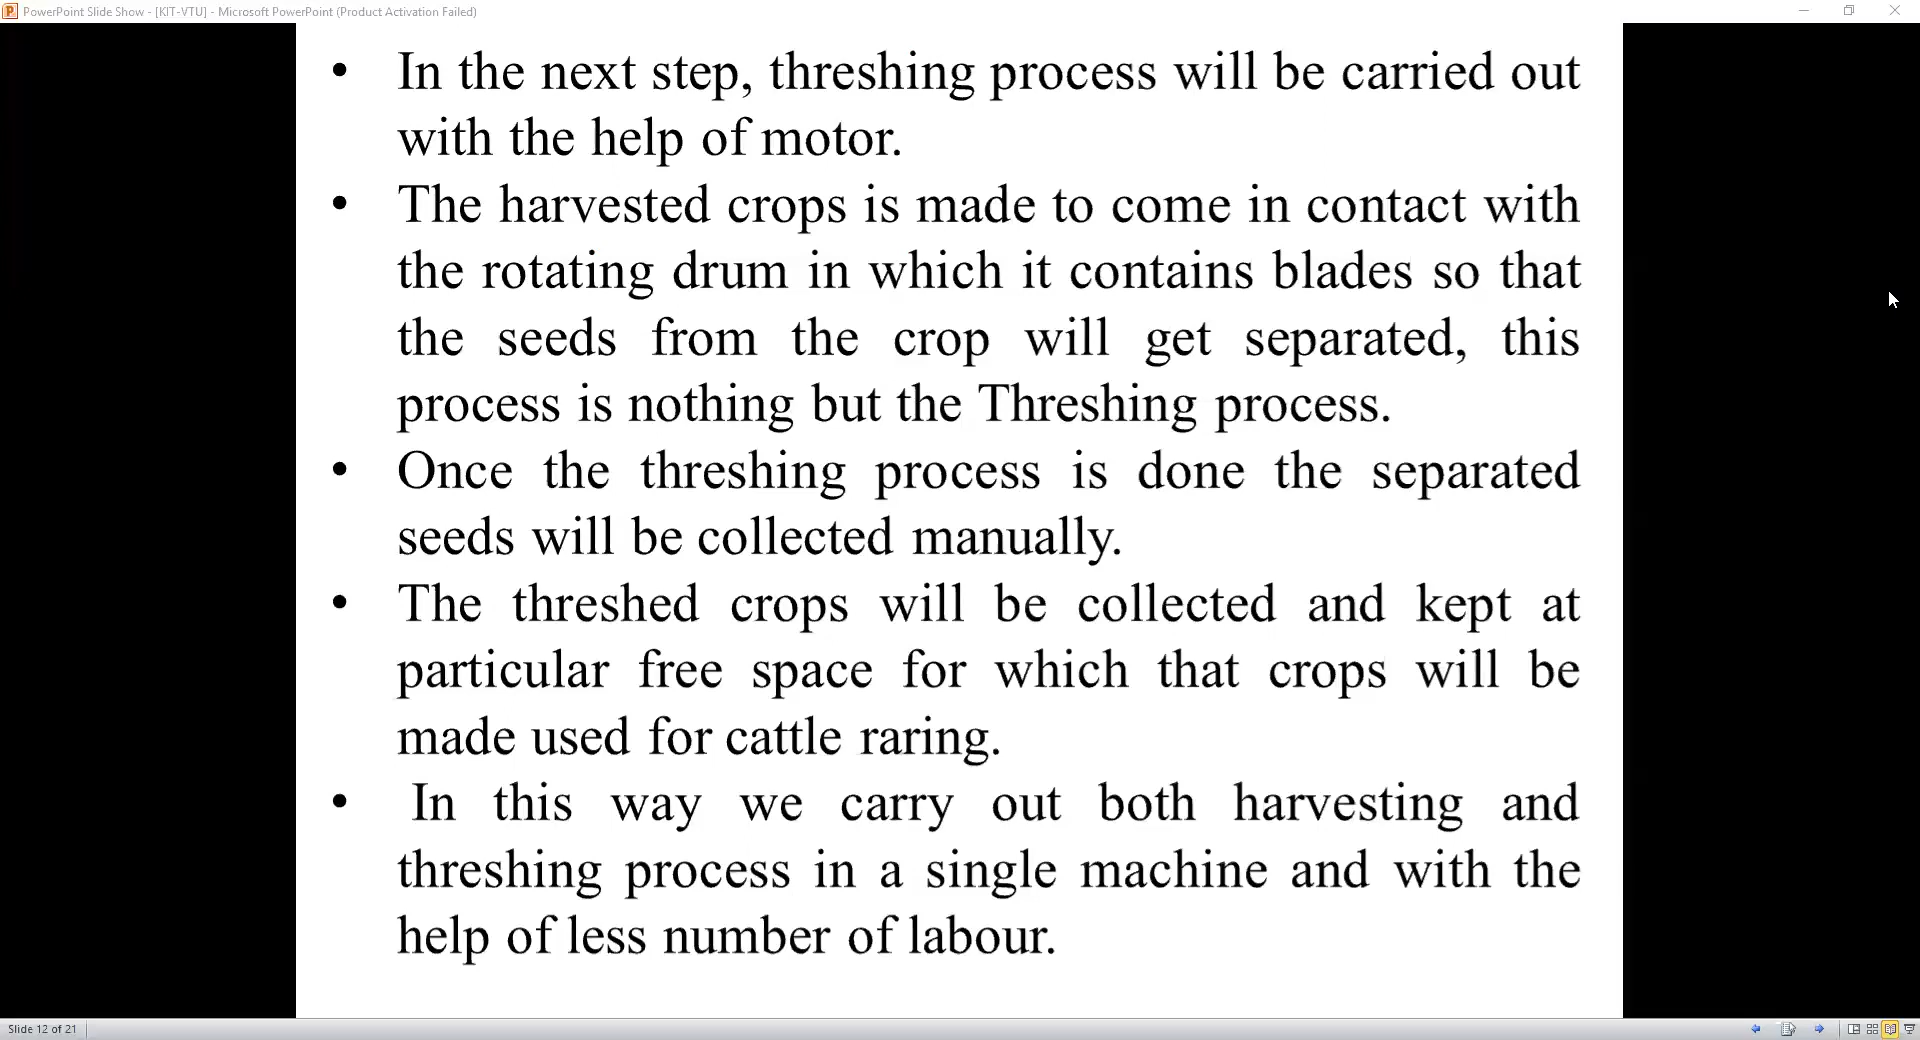 PowerPoint Slide Show - [KIT-VTU] - Microsoft PowerPoint (Product Activation Failed)
• In the next step, threshing process will be carried out
with the help of motor.
• The harvested crops is made to come in contact with
the rotating drum in which it contains blades so that
the seeds from the crop will get separated, this
process is nothing but the Threshing process.
• Once the threshing process is done the separated
seeds will be collected manually.
• The threshed crops will be collected and kept at
particular free space for which that crops will be
made used for cattle raring.
• In this way we carry out both harvesting and
threshing process in a single machine and with the
help of less number of labour.
Slide 12 of 21